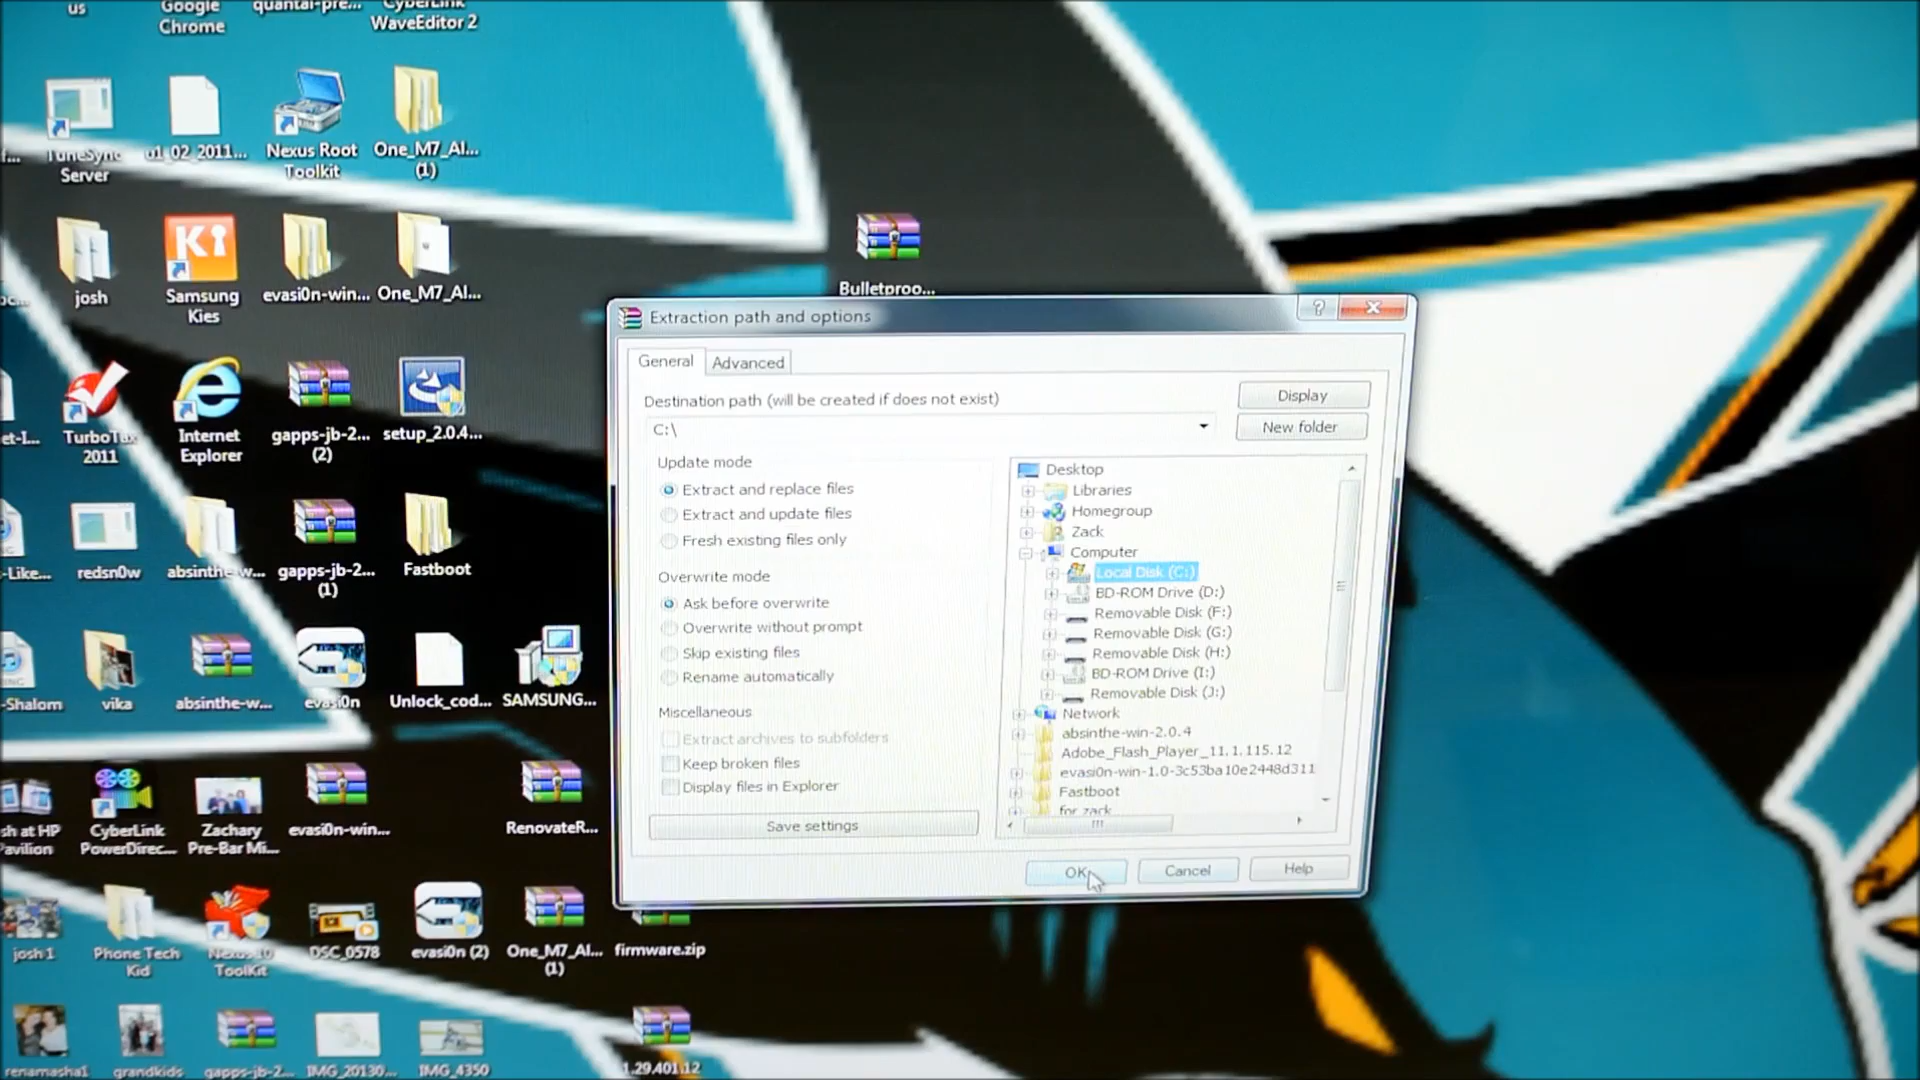 us
Google
Chrome
quantal-pre...
CyberLink
WaveEditor 2
TuneSync
Server
01_02_2011...
Nexus Root
Toolkit
One_M7_Al...
(1)
josh
Samsung
Kies
evasi0n-win...
One_M7_Al...
Bulletproo...
et-I...
TurboTax
2011
Internet
Explorer
gapps-jb-2...
(2)
setup_2.0.4...
-Like...
redsn0w
absinthe-w...
gapps-jb-2...
(1)
Fastboot
-Shalom
vika
absinthe-w...
evasi0n
Unlock_cod...
SAMSUNG...
sh at HP
Pavilion
CyberLink
PowerDirec...
Zachary
Pre-Bar Mi...
evasi0n-win...
RenovateR...
josh 1
Phone Tech
Kid
Nexus 10
ToolKit
DSC_0578
evasi0n (2)
One_M7_Al...
(1)
firmware.zip
renamasha1
grandkids
gapps-jb-2...
IMG_20130...
IMG_4350
1.29.401.12
Extraction path and options
General
Advanced
Destination path (will be created if does not exist)
C:\
Display
New folder
Update mode
Extract and replace files
Extract and update files
Fresh existing files only
Overwrite mode
Ask before overwrite
Overwrite without prompt
Skip existing files
Rename automatically
Miscellaneous
Extract archives to subfolders
Keep broken files
Display files in Explorer
Save settings
Desktop
Libraries
Homegroup
Zack
Computer
Local Disk (C:)
BD-ROM Drive (D:)
Removable Disk (F:)
Removable Disk (G:)
Removable Disk (H:)
BD-ROM Drive (I:)
Removable Disk (J:)
Network
absinthe-win-2.0.4
Adobe_Flash_Player_11.1.115.12
evasi0n-win-1.0-3c53ba10e2448d311
Fastboot
for zack
OK
Cancel
Help